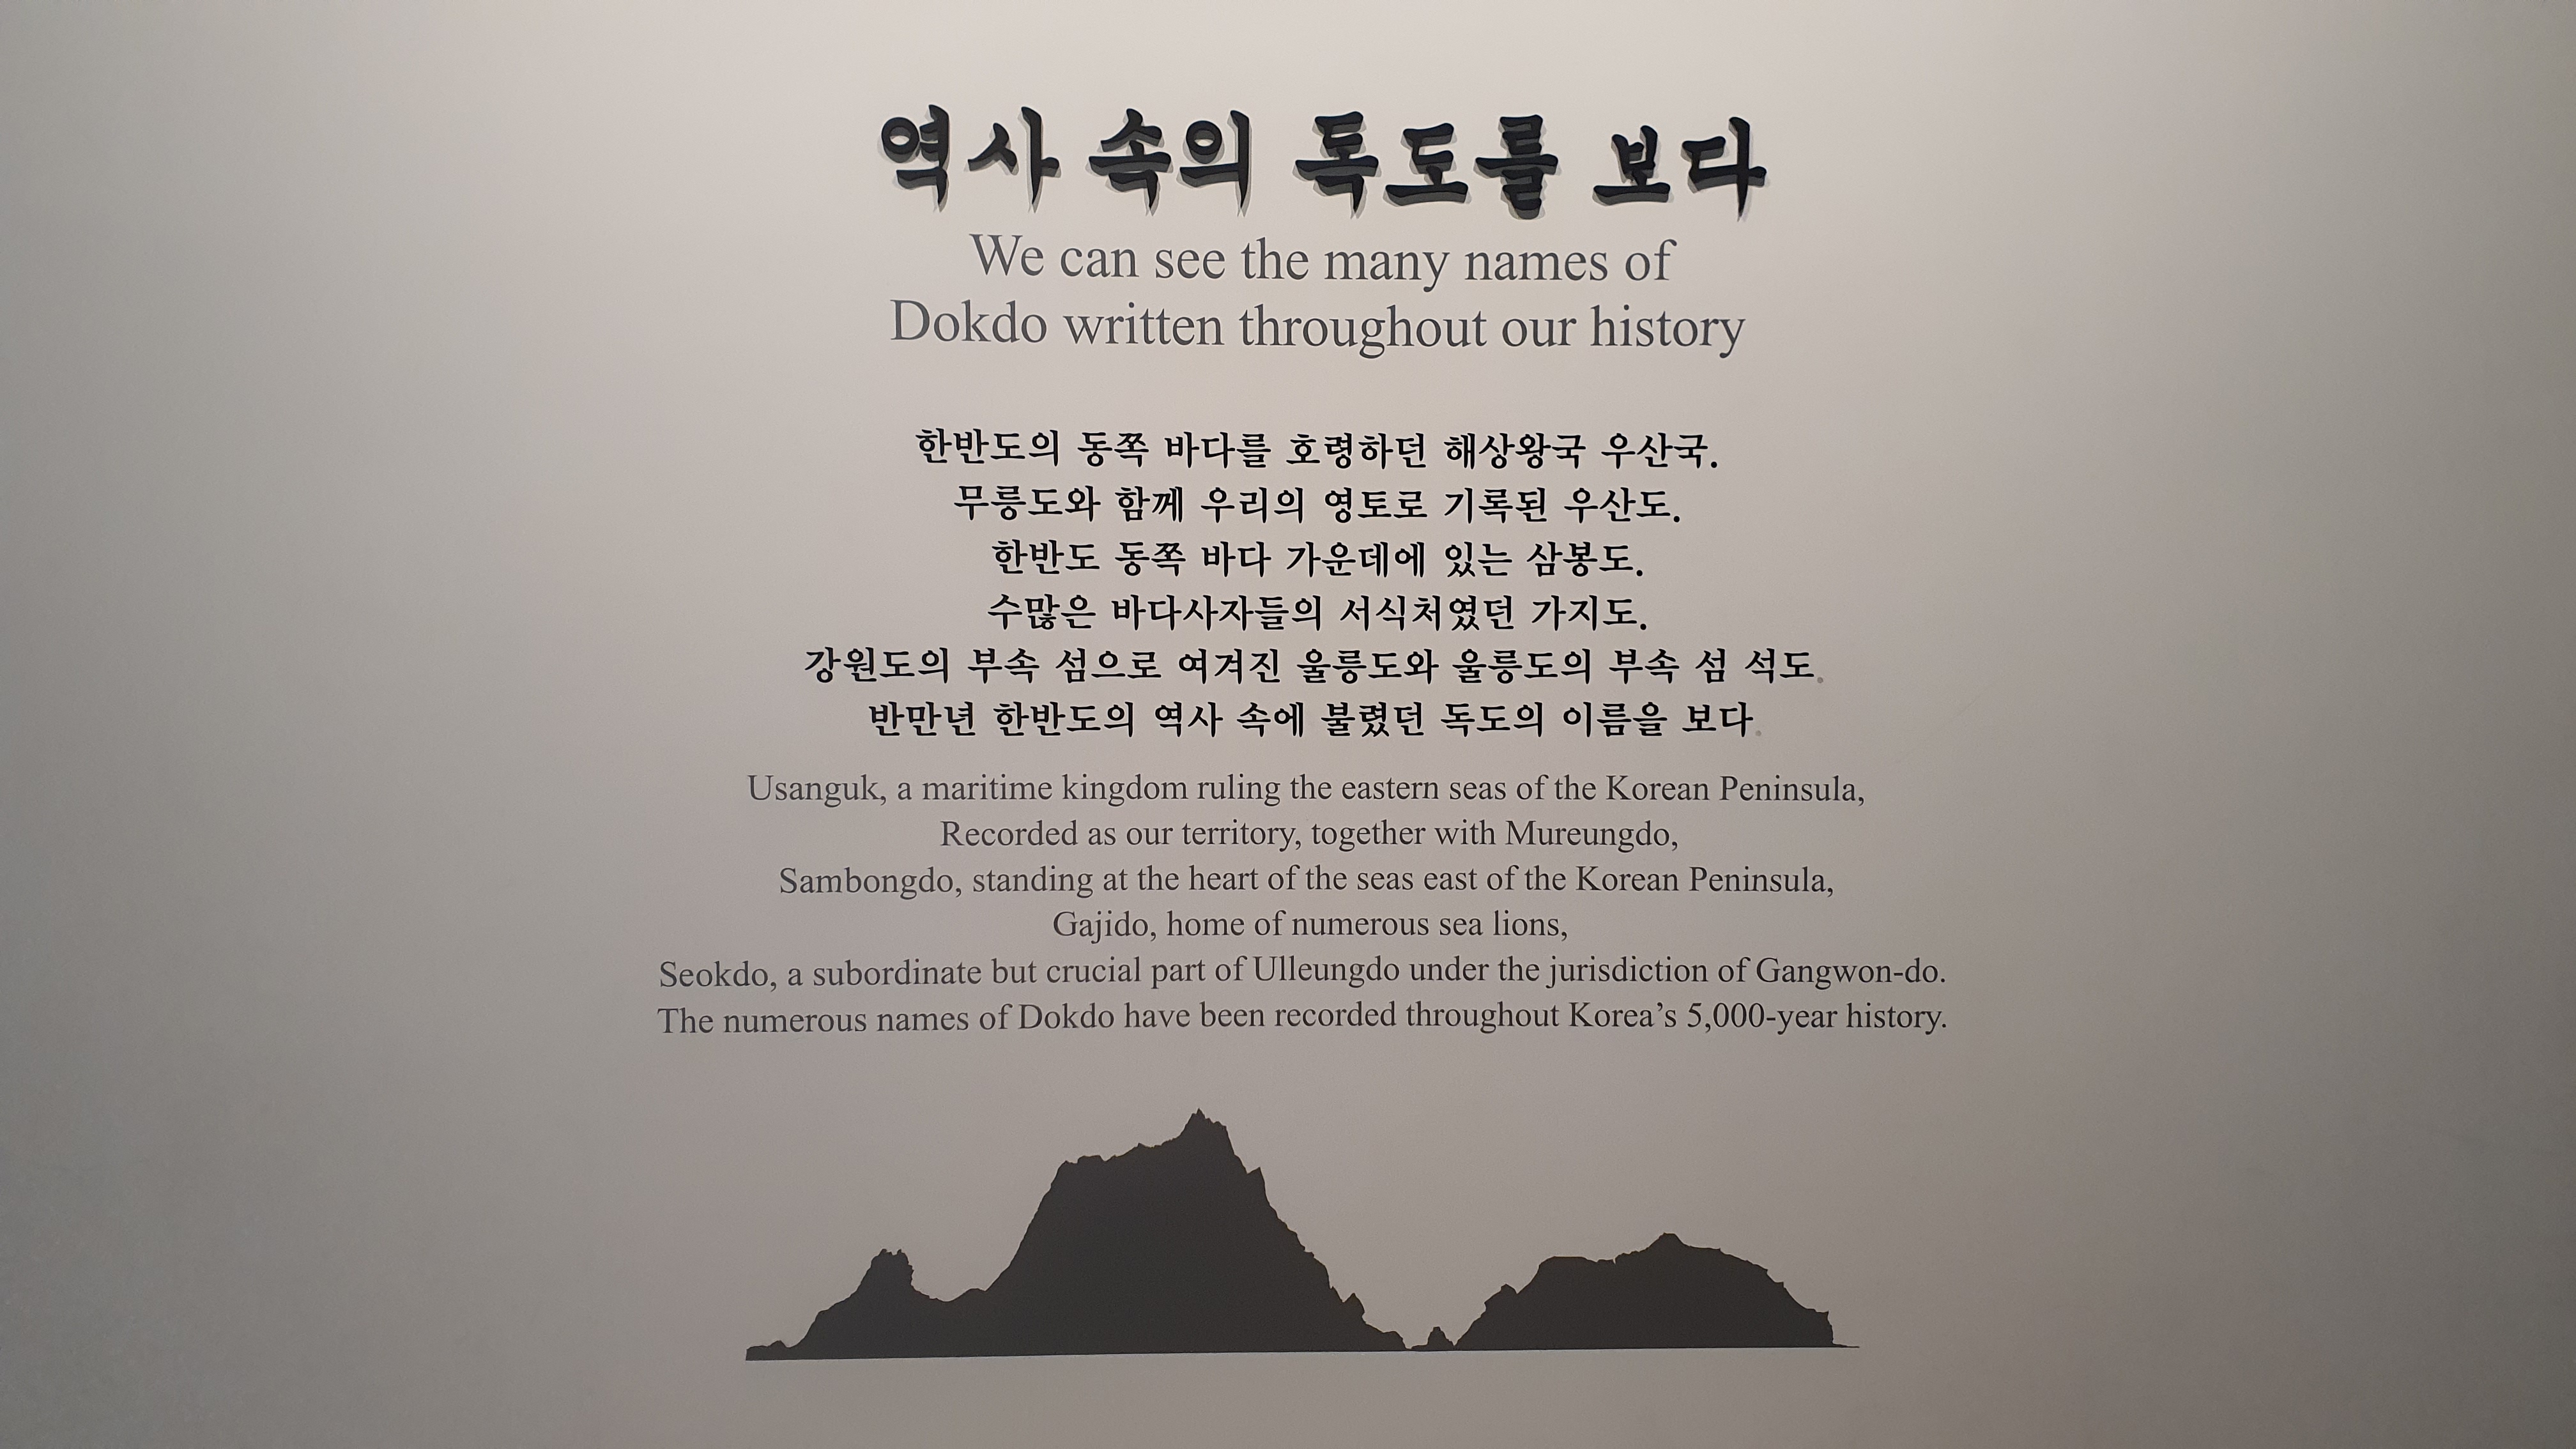 역사 속의 독도를 보다
We can see the many names of
Dokdo written throughout our history
한반도의 동쪽 바다를 호령하던 해상왕국 우산국.
무릉도와 함께 우리의 영토로 기록된 우산도.
한반도 동쪽 바다 가운데에 있는 삼봉도.
수많은 바다사자들의 서식처였던 가지도.
강원도의 부속 섬으로 여겨진 울릉도와 울릉도의 부속 섬 석도.
반만년 한반도의 역사 속에 불렸던 독도의 이름을 보다.
Usanguk, a maritime kingdom ruling the eastern seas of the Korean Peninsula,
Recorded as our territory, together with Mureungdo,
Sambongdo, standing at the heart of the seas east of the Korean Peninsula,
Gajido, home of numerous sea lions,
Seokdo, a subordinate but crucial part of Ulleungdo under the jurisdiction of Gangwon-do.
The numerous names of Dokdo have been recorded throughout Korea’s 5,000-year history.